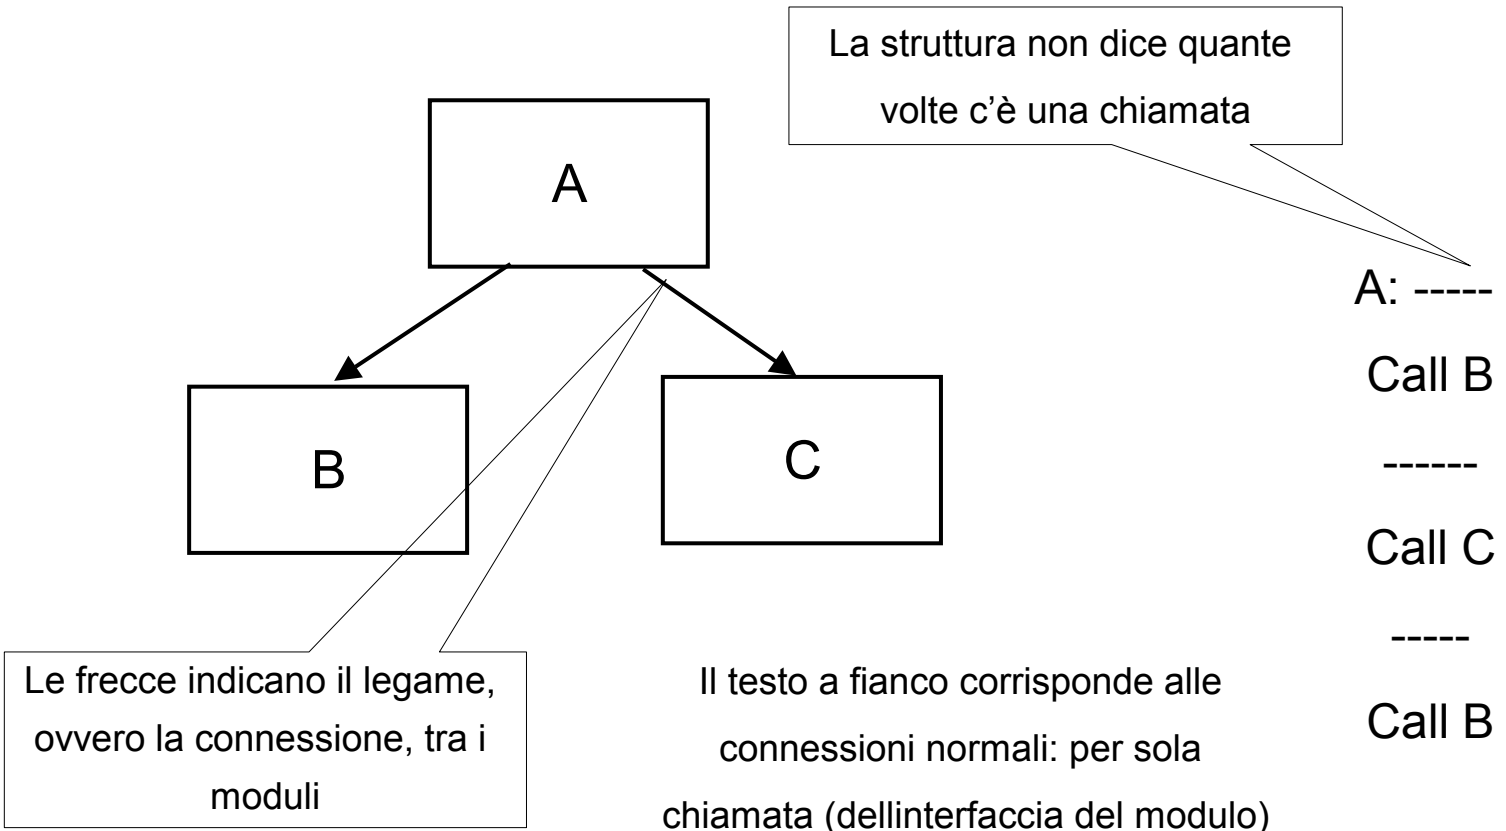 La struttura non dice quante
volte c'è una chiamata
A
B
C
A: -----
Call B
------
Call C
-----
Call B
Le frecce indicano il legame,
ovvero la connessione, tra i
moduli
Il testo a fianco corrisponde alle
connessioni normali: per sola
chiamata (dellinterfaccia del modulo)